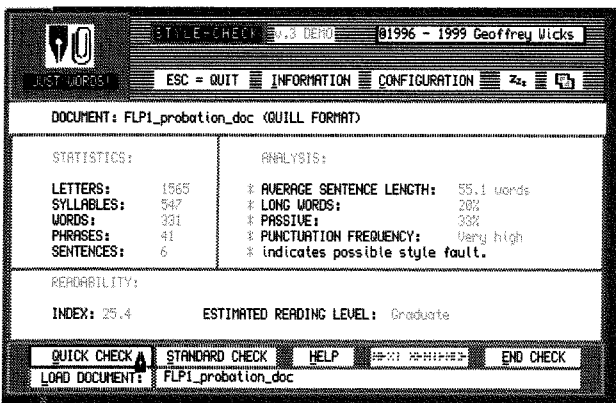 STYLE-CHECK v.3 DEMO ©1996 - 1999 Geoffrey Wicks
JUST WORDS!
ESC = QUIT INFORMATION CONFIGURATION Zzz
DOCUMENT: FLP1_probation_doc (QUILL FORMAT)
STATISTICS: ANALYSIS:
LETTERS: 1565 * AVERAGE SENTENCE LENGTH: 55.1 words
SYLLABLES: 547 * LONG WORDS: 20%
WORDS: 331 * PASSIVE: 33%
PHRASES: 41 * PUNCTUATION FREQUENCY: Very high
SENTENCES: 6 * indicates possible style fault.
READABILITY:
INDEX: 25.4 ESTIMATED READING LEVEL: Graduate
QUICK CHECK STANDARD CHECK HELP END CHECK
LOAD DOCUMENT: FLP1_probation_doc